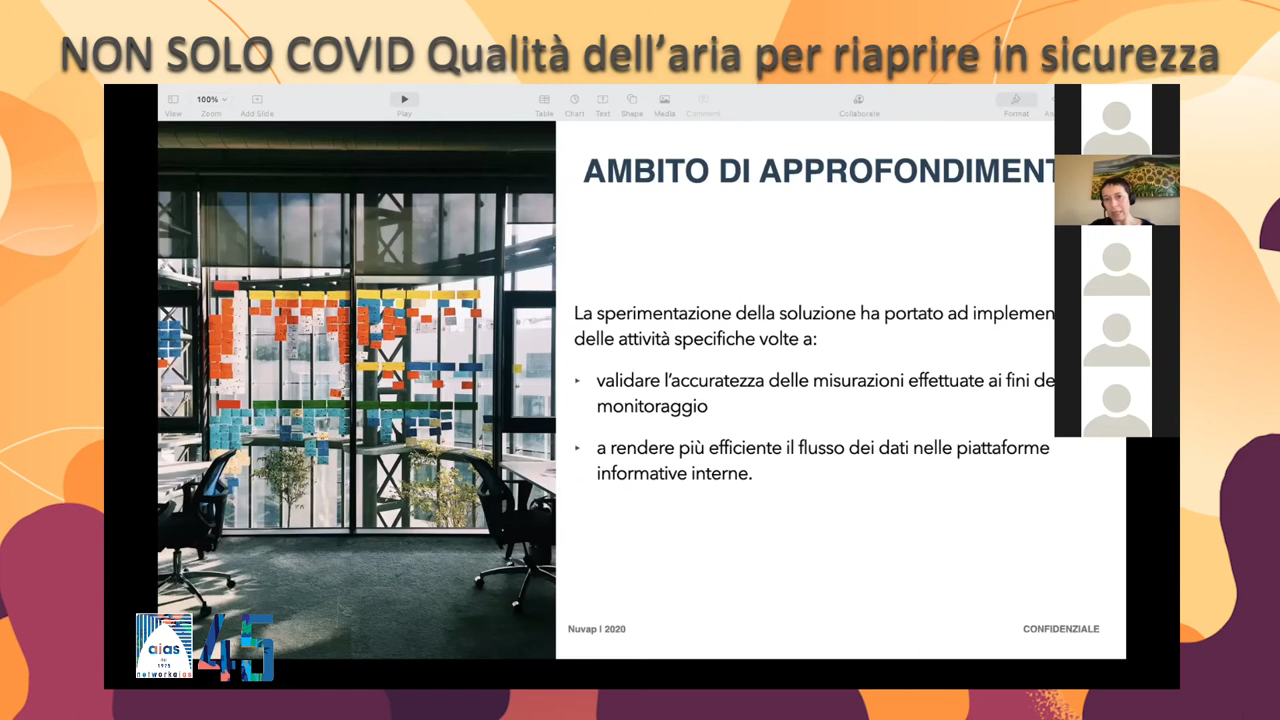 NON SOLO COVID Qualità dell'aria per riaprire in sicurezza
100%
View
Zoom
Add Slide
Play
Table
Chart
Text
Shape
Media
Comment
Collaborate
Format
AMBITO DI APPROFONDIMENT
La sperimentazione della soluzione ha portato ad implemen
delle attività specifiche volte a:
‣ validare l'accuratezza delle misurazioni effettuate ai fini de
monitoraggio
‣ a rendere più efficiente il flusso dei dati nelle piattaforme
informative interne.
Nuvap | 2020
CONFIDENZIALE
aias
dal
1975
networkaias
45